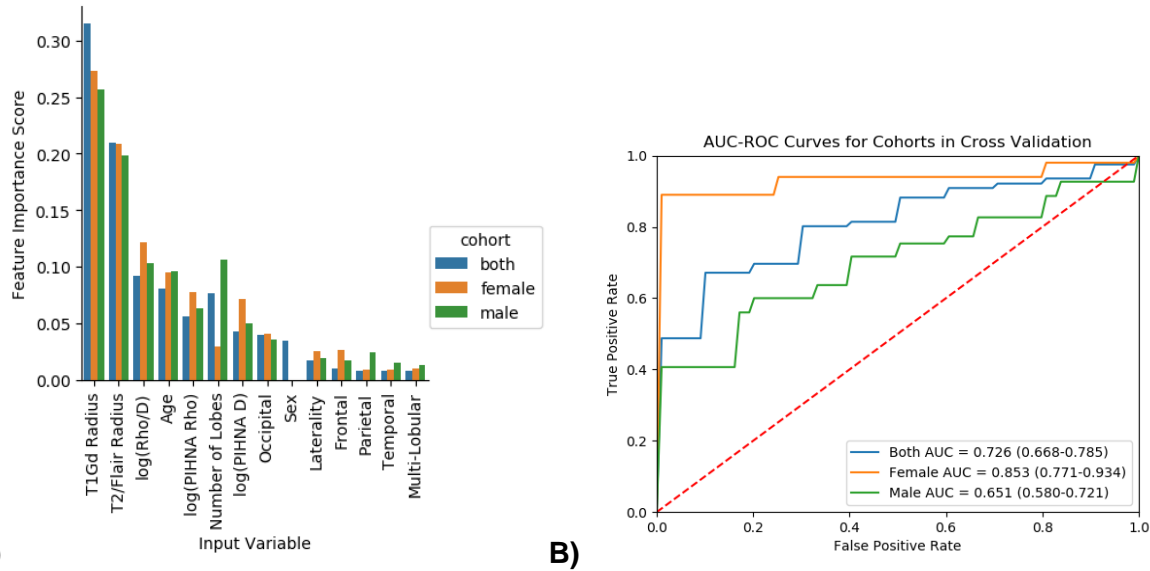 0.30
0.25
0.20
0.15
0.10
0.05
0.00
Feature Importance Score
T1Gd Radius
T2/Flair Radius
log(Rho/D)
Age
log(PIHNA Rho)
Number of Lobes
log(PIHNA D)
Occipital
Sex
Laterality
Frontal
Parietal
Temporal
Multi-Lobular
Input Variable
cohort
both
female
male
B)
AUC-ROC Curves for Cohorts in Cross Validation
1.0
0.8
0.6
0.4
0.2
0.0
True Positive Rate
Both AUC = 0.726 (0.668-0.785)
Female AUC = 0.853 (0.771-0.934)
Male AUC = 0.651 (0.580-0.721)
0.0 0.2 0.4 0.6 0.8 1.0
False Positive Rate